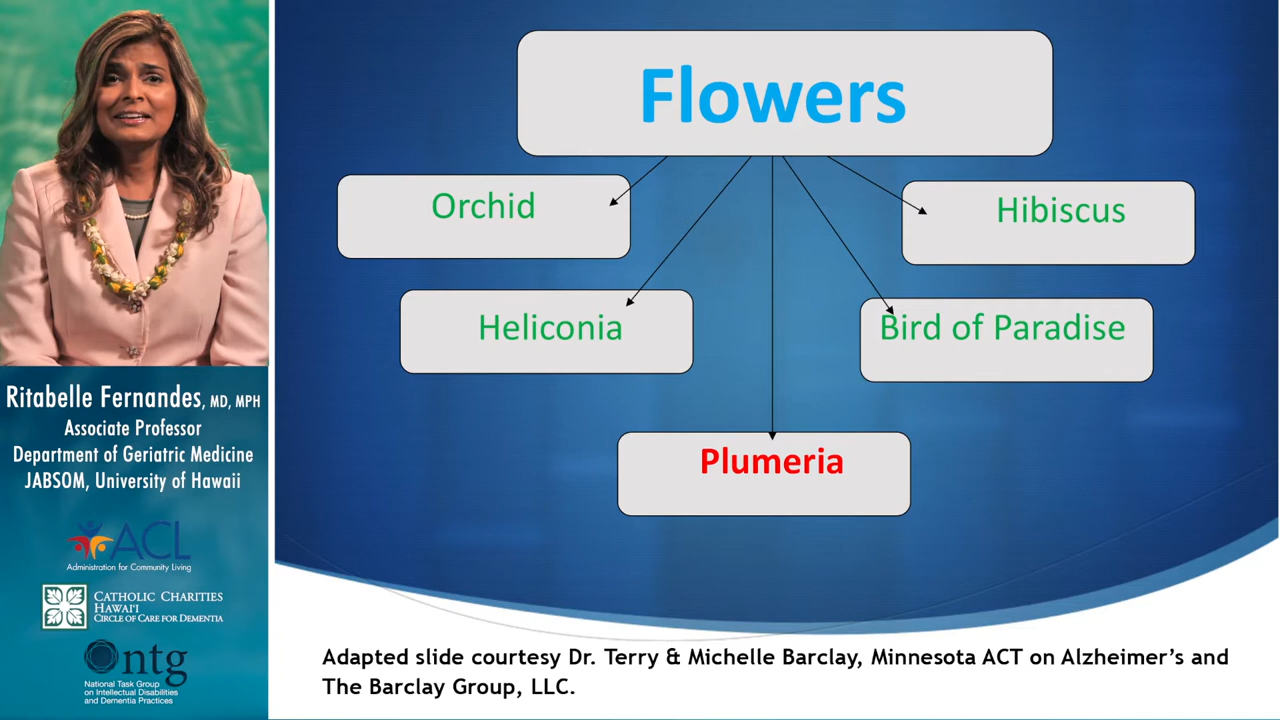 Flowers
Orchid
Hibiscus
Heliconia
Bird of Paradise
Plumeria
Ritabelle Fernandes, MD, MPH
Associate Professor
Department of Geriatric Medicine
JABSOM, University of Hawaii
ACL
Administration for Community Living
CATHOLIC CHARITIES
HAWAI'I
CIRCLE OF CARE FOR DEMENTIA
ntg
National Task Group
on Intellectual Disabilities
and Dementia Practices
Adapted slide courtesy Dr. Terry & Michelle Barclay, Minnesota ACT on Alzheimer's and
The Barclay Group, LLC.